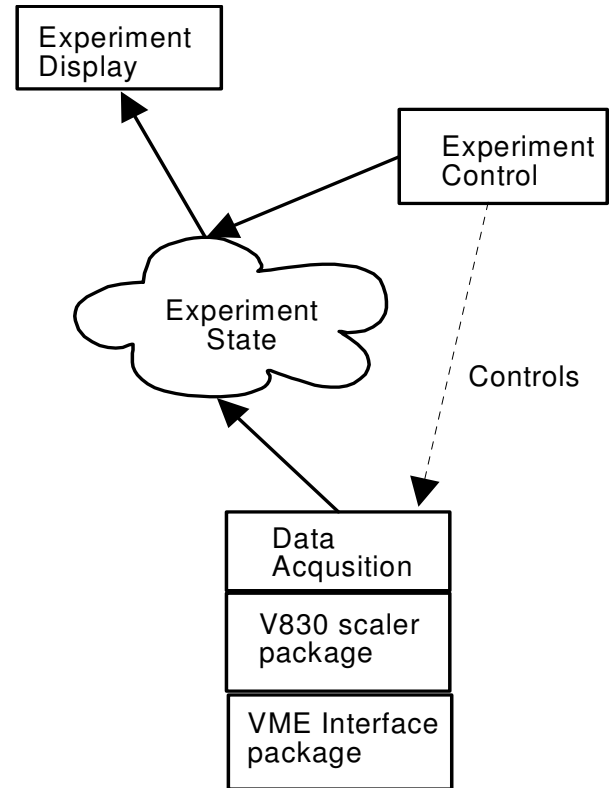 Experiment
Display
Experiment
Control
Experiment
State
Controls
Data
Acqusition
V830 scaler
package
VME Interface
package